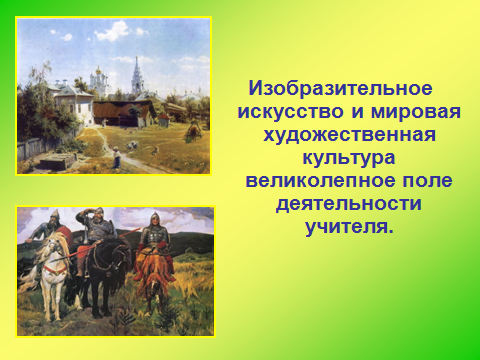 Изобразительное
искусство и мировая
художественная
культура
великолепное поле
деятельности
учителя.